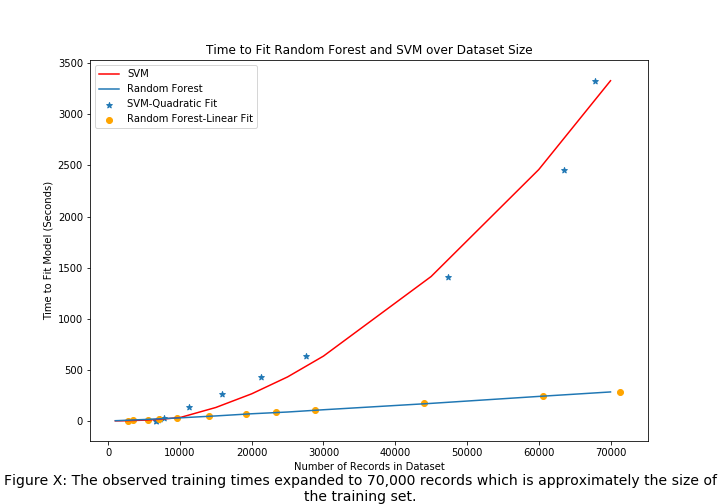 Time to Fit Random Forest and SVM over Dataset Size
3500
3000
2500
2000
1500
1000
500
0
Time to Fit Model (Seconds)
SVM
Random Forest
SVM-Quadratic Fit
Random Forest-Linear Fit
0 10000 20000 30000 40000 50000 60000 70000
Number of Records in Dataset
Figure X: The observed training times expanded to 70,000 records which is approximately the size of
the training set.